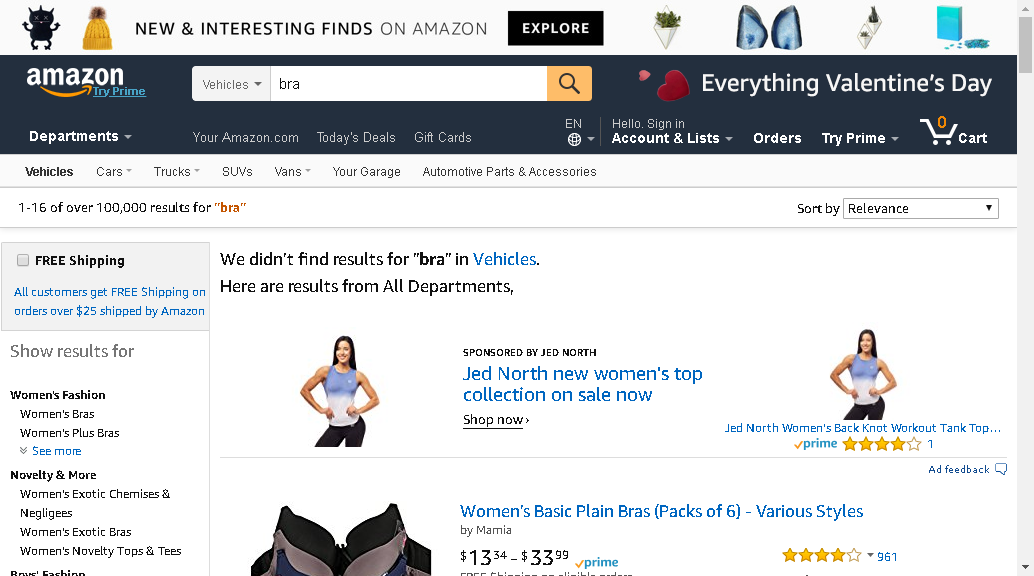 NEW & INTERESTING FINDS ON AMAZON EXPLORE
amazon
Try Prime
Vehicles bra
Everything Valentine's Day
Departments
Your Amazon.com Today's Deals Gift Cards
EN
Hello. Sign in
Account & Lists
Orders
Try Prime
0
Cart
Vehicles Cars Trucks SUVs Vans Your Garage Automotive Parts & Accessories
1-16 of over 100,000 results for "bra"
Sort by Relevance
FREE Shipping
All customers get FREE Shipping on
orders over $25 shipped by Amazon
Show results for
Women's Fashion
Women's Bras
Women's Plus Bras
See more
Novelty & More
Women's Exotic Chemises &
Negligees
Women's Exotic Bras
Women's Novelty Tops & Tees
Boys' Fashion
We didn't find results for "bra" in Vehicles.
Here are results from All Departments,
SPONSORED BY JED NORTH
Jed North new women's top
collection on sale now
Shop now ›
Jed North Women's Back Knot Workout Tank Top...
prime 1
Ad feedback
Women's Basic Plain Bras (Packs of 6) - Various Styles
by Mamia
$13 34 - $33 99 prime
961
FREE Shipping on eligible orders